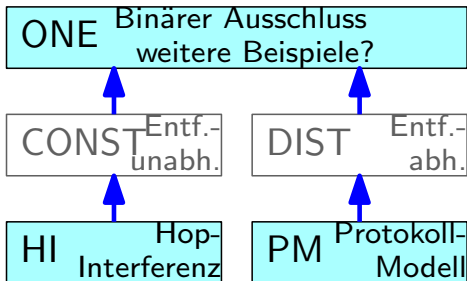 ONE Binärer Ausschluss
weitere Beispiele?
CONST Entf.-
unabh.
DIST Entf.-
abh.
HI Hop-
Interferenz
PM Protokoll-
Modell